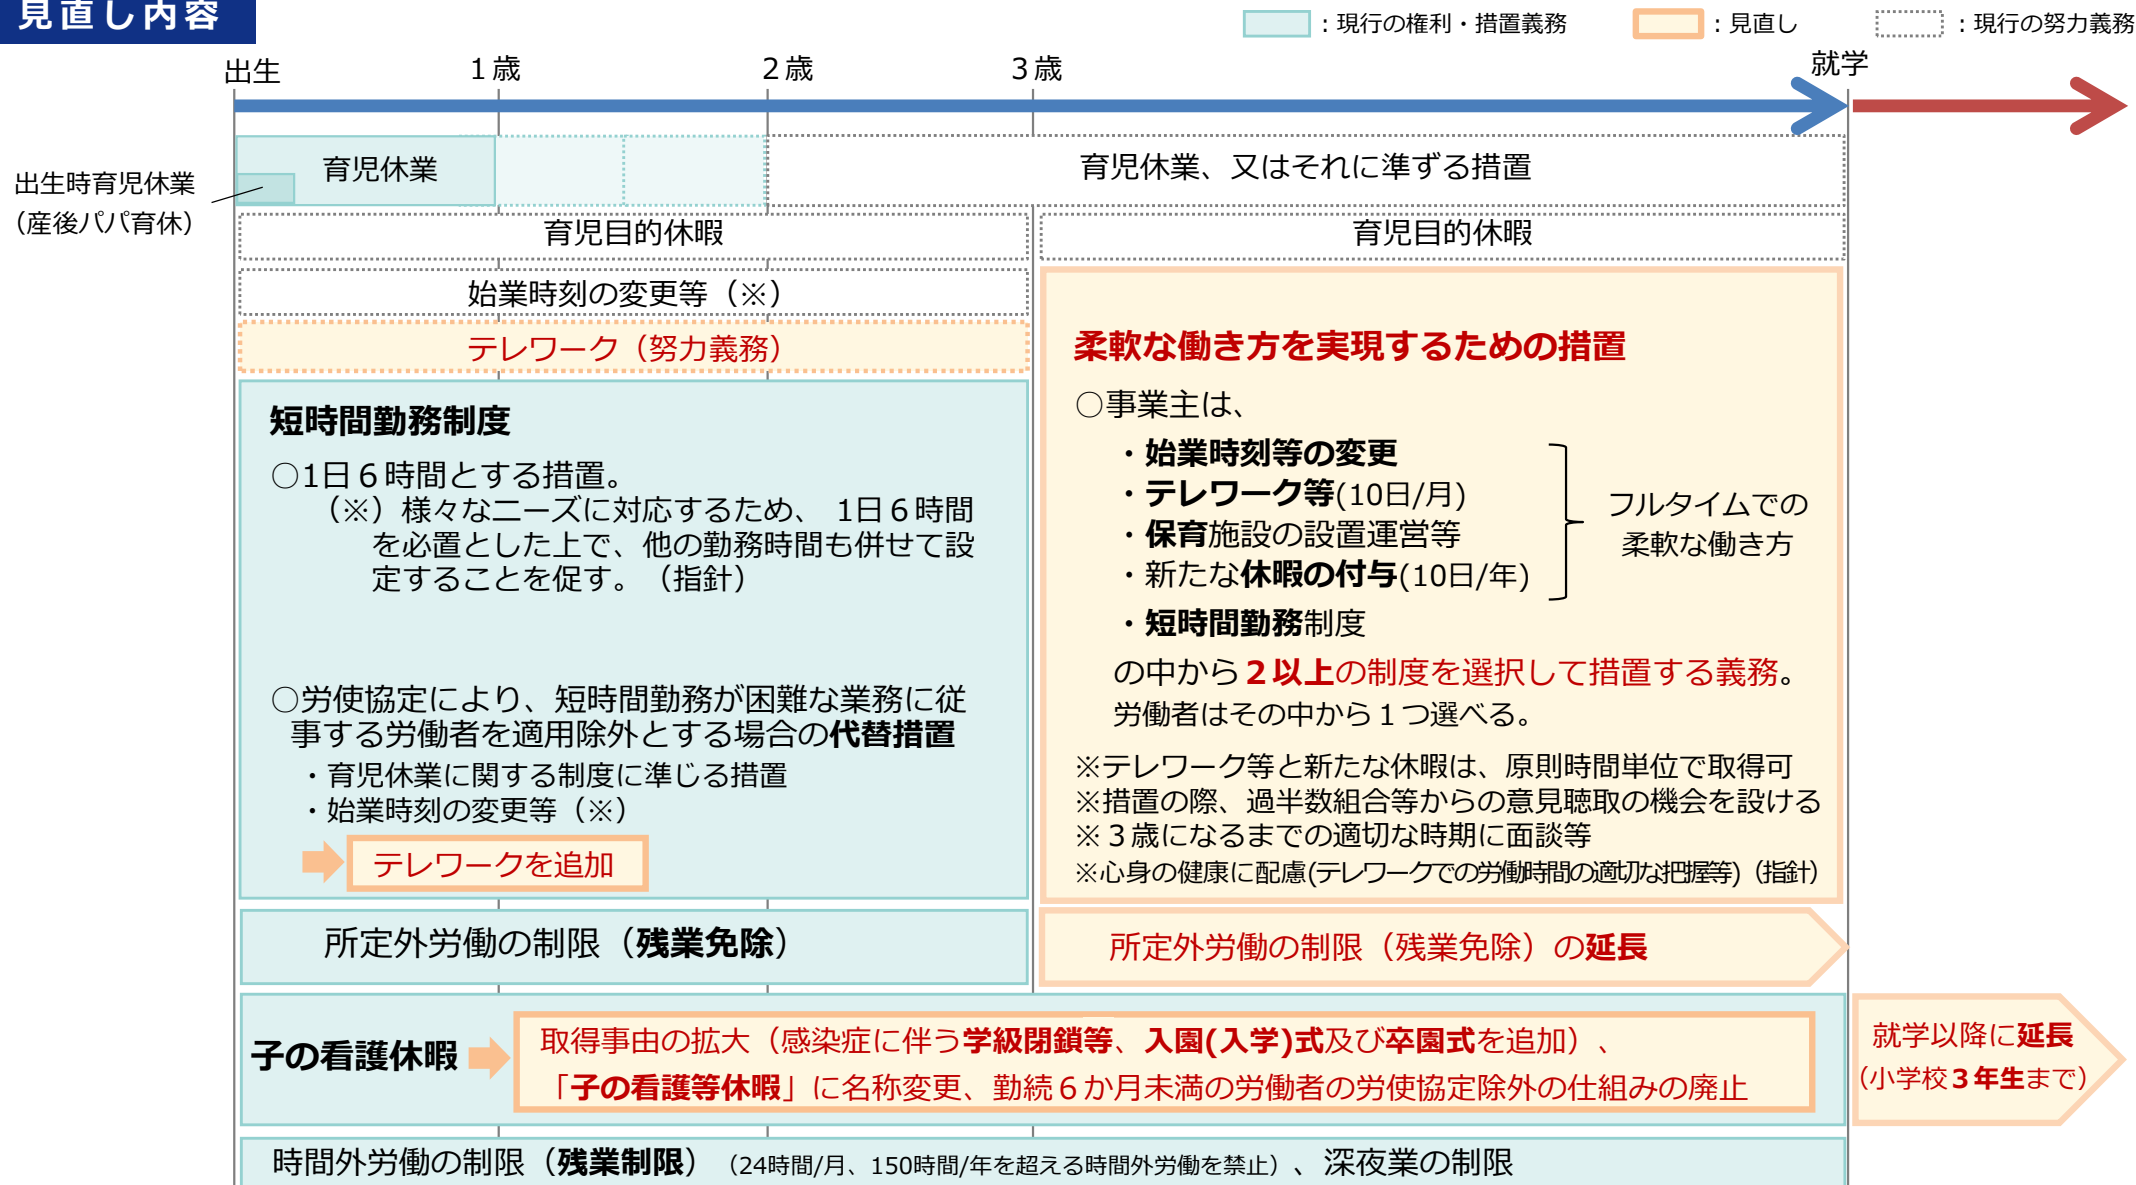 見直し内容
：現行の権利・措置義務
：見直し
：現行の努力義務
出生
1歳
2歳
3歳
就学
出生時育児休業
（産後パパ育休）
育児休業
育児休業、又はそれに準ずる措置
育児目的休暇
育児目的休暇
始業時刻の変更等（※）
テレワーク（努力義務）
短時間勤務制度
○1日６時間とする措置。
（※）様々なニーズに対応するため、 1日６時間
を必置とした上で、他の勤務時間も併せて設
定することを促す。（指針）
○労使協定により、短時間勤務が困難な業務に従
事する労働者を適用除外とする場合の代替措置
・育児休業に関する制度に準じる措置
・始業時刻の変更等（※）
テレワークを追加
柔軟な働き方を実現するための措置
○事業主は、
・始業時刻等の変更
・テレワーク等(10日/月)
・保育施設の設置運営等
・新たな休暇の付与(10日/年)
フルタイムでの
柔軟な働き方
・短時間勤務制度
の中から２以上の制度を選択して措置する義務。
労働者はその中から１つ選べる。
※テレワーク等と新たな休暇は、原則時間単位で取得可
※措置の際、過半数組合等からの意見聴取の機会を設ける
※３歳になるまでの適切な時期に面談等
※心身の健康に配慮(テレワークでの労働時間の適切な把握等)（指針）
所定外労働の制限（残業免除）
所定外労働の制限（残業免除）の延長
子の看護休暇
取得事由の拡大（感染症に伴う学級閉鎖等、入園(入学)式及び卒園式を追加）、
「子の看護等休暇」に名称変更、勤続６か月未満の労働者の労使協定除外の仕組みの廃止
就学以降に延長
（小学校３年生まで）
時間外労働の制限（残業制限）（24時間/月、150時間/年を超える時間外労働を禁止）、深夜業の制限